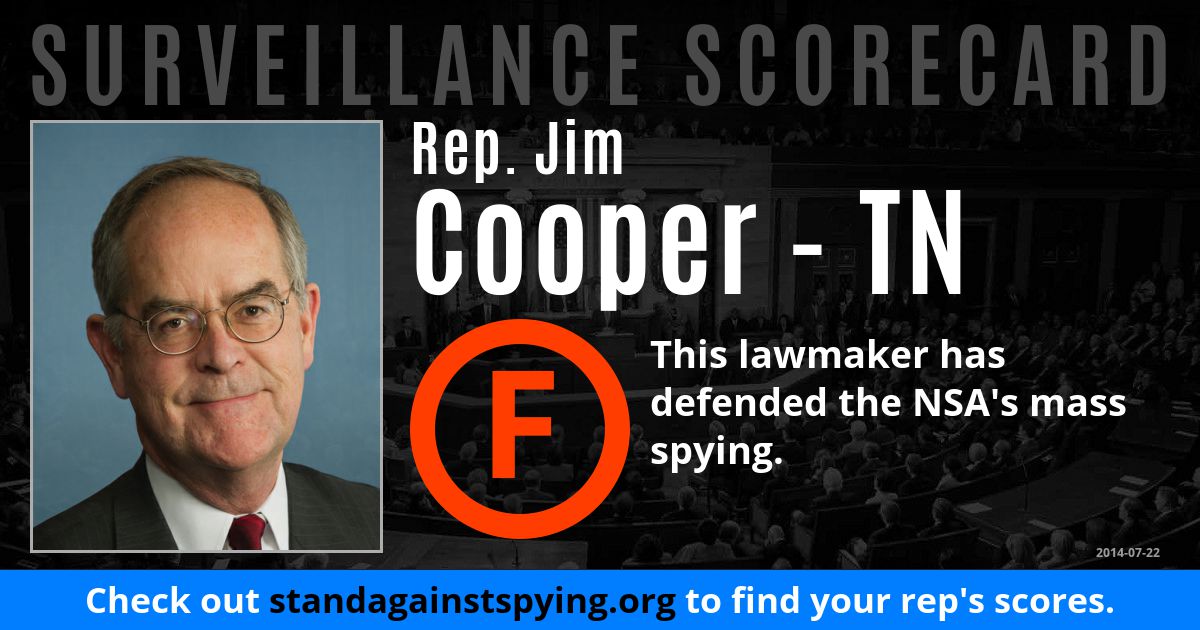 SURVEILLANCE SCORECARD
Rep. Jim
Cooper - TN
F
This lawmaker has
defended the NSA's mass
spying.
2014-07-22
Check out standagainstspying.org to find your rep's scores.